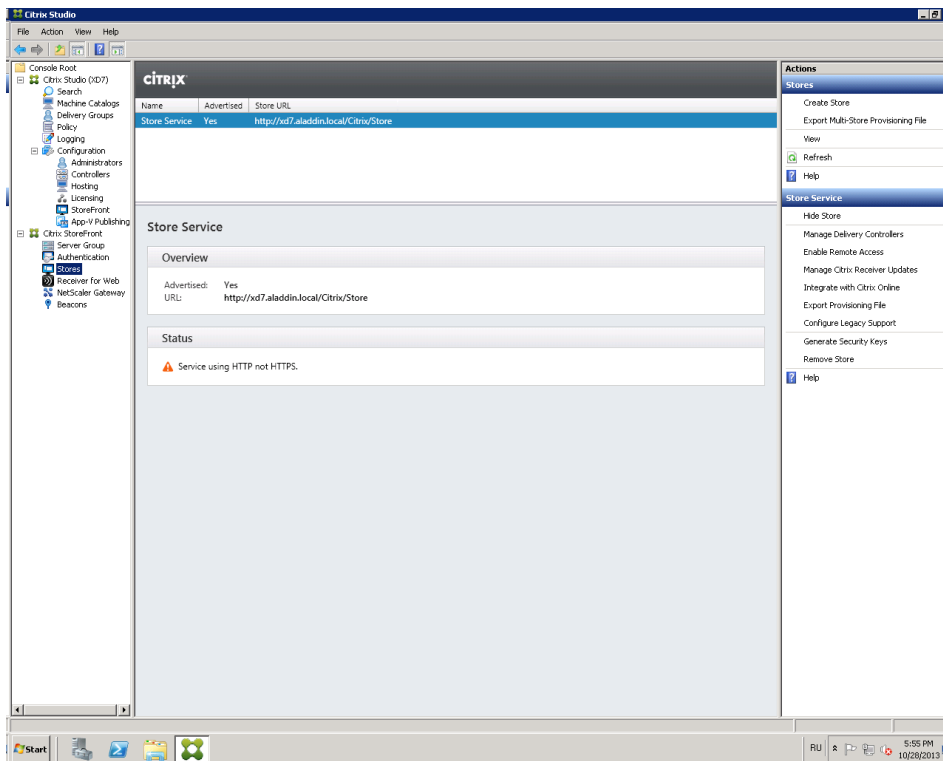 Citrix Studio
File Action View Help
Console Root
Citrix Studio (XD7)
Search
Machine Catalogs
Delivery Groups
Policy
Logging
Configuration
Administrators
Controllers
Hosting
Licensing
StoreFront
App-V Publishing
Citrix StoreFront
Server Group
Authentication
Stores
Receiver for Web
NetScaler Gateway
Beacons
CITRIX
Name Advertised Store URL
Store Service Yes http://xd7.aladdin.local/Citrix/Store
Store Service
Overview
Advertised: Yes
URL: http://xd7.aladdin.local/Citrix/Store
Status
Service using HTTP not HTTPS.
Actions
Stores
Create Store
Export Multi-Store Provisioning File
View
Refresh
Help
Store Service
Hide Store
Manage Delivery Controllers
Enable Remote Access
Manage Citrix Receiver Updates
Integrate with Citrix Online
Export Provisioning File
Configure Legacy Support
Generate Security Keys
Remove Store
Help
Start
RU
5:55 PM
10/28/2013